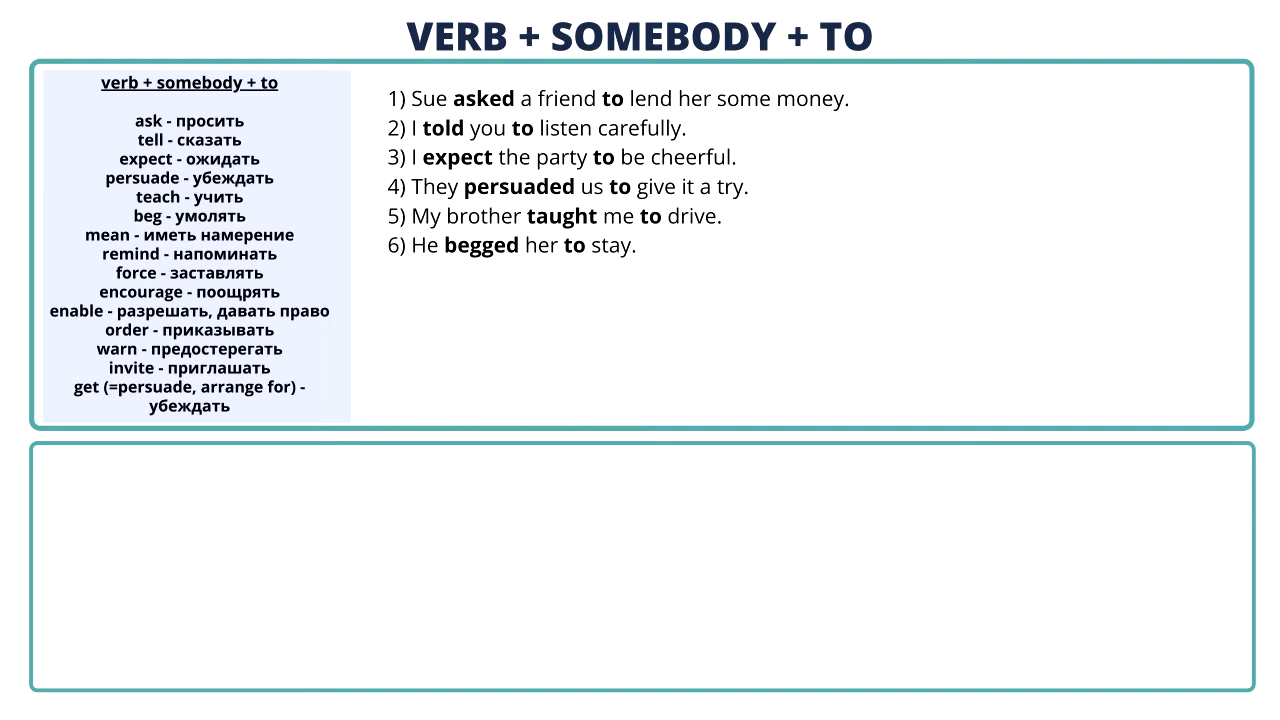 VERB + SOMEBODY + TO
verb + somebody + to
ask - просить
tell - сказать
expect - ожидать
persuade - убеждать
teach - учить
beg - умолять
mean - иметь намерение
remind - напоминать
force - заставлять
encourage - поощрять
enable - разрешать, давать право
order - приказывать
warn - предостерегать
invite - приглашать
get (=persuade, arrange for) -
убеждать
1) Sue asked a friend to lend her some money.
2) I told you to listen carefully.
3) I expect the party to be cheerful.
4) They persuaded us to give it a try.
5) My brother taught me to drive.
6) He begged her to stay.